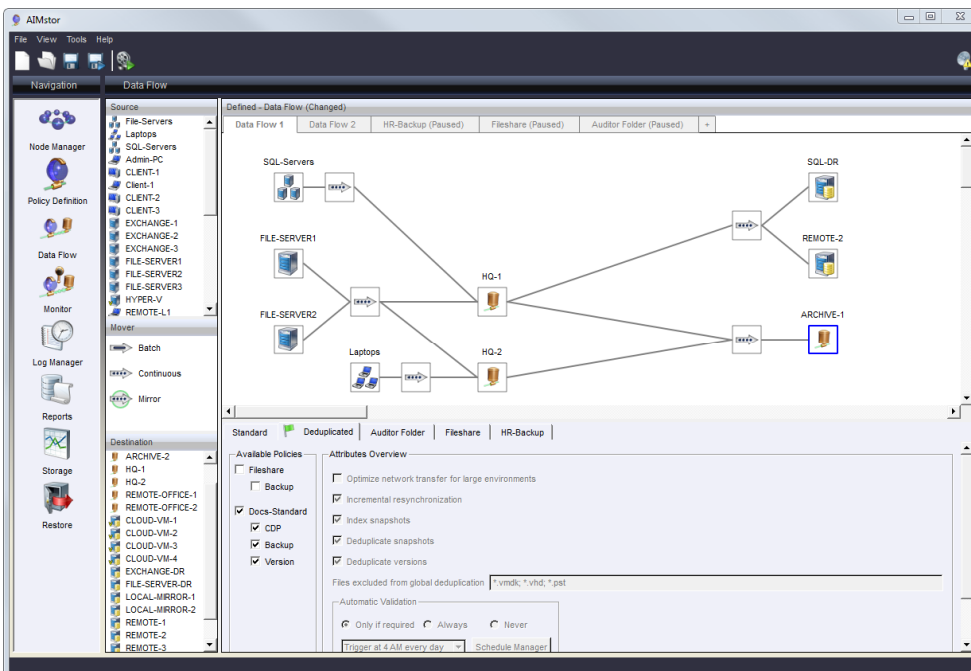 AIMstor
File View Tools Help
Navigation
Data Flow
Node Manager
Policy Definition
Data Flow
Monitor
Log Manager
Reports
Storage
Restore
Source
File-Servers
Laptops
SQL-Servers
Admin-PC
CLIENT-1
Client-1
CLIENT-2
CLIENT-3
EXCHANGE-1
EXCHANGE-2
EXCHANGE-3
FILE-SERVER1
FILE-SERVER2
FILE-SERVER3
HYPER-V
REMOTE-L1
Mover
Batch
Continuous
Mirror
Destination
ARCHIVE-2
HQ-1
HQ-2
REMOTE-OFFICE-1
REMOTE-OFFICE-2
CLOUD-VM-1
CLOUD-VM-2
CLOUD-VM-3
CLOUD-VM-4
EXCHANGE-DR
FILE-SERVER-DR
LOCAL-MIRROR-1
LOCAL-MIRROR-2
REMOTE-1
REMOTE-2
REMOTE-3
Defined - Data Flow (Changed)
Data Flow 1 Data Flow 2 HR-Backup (Paused) Fileshare (Paused) Auditor Folder (Paused) +
SQL-Servers
SQL-DR
FILE-SERVER1
REMOTE-2
HQ-1
FILE-SERVER2
ARCHIVE-1
Laptops
HQ-2
Standard Deduplicated Auditor Folder Fileshare HR-Backup
Available Policies
Fileshare
Backup
Docs-Standard
CDP
Backup
Version
Attributes Overview
Optimize network transfer for large environments
Incremental resynchronization
Index snapshots
Deduplicate snapshots
Deduplicate versions
Files excluded from global deduplication *.vmdk; *.vhd; *.pst
Automatic Validation
Only if required Always Never
Trigger at 4 AM every day Schedule Manager